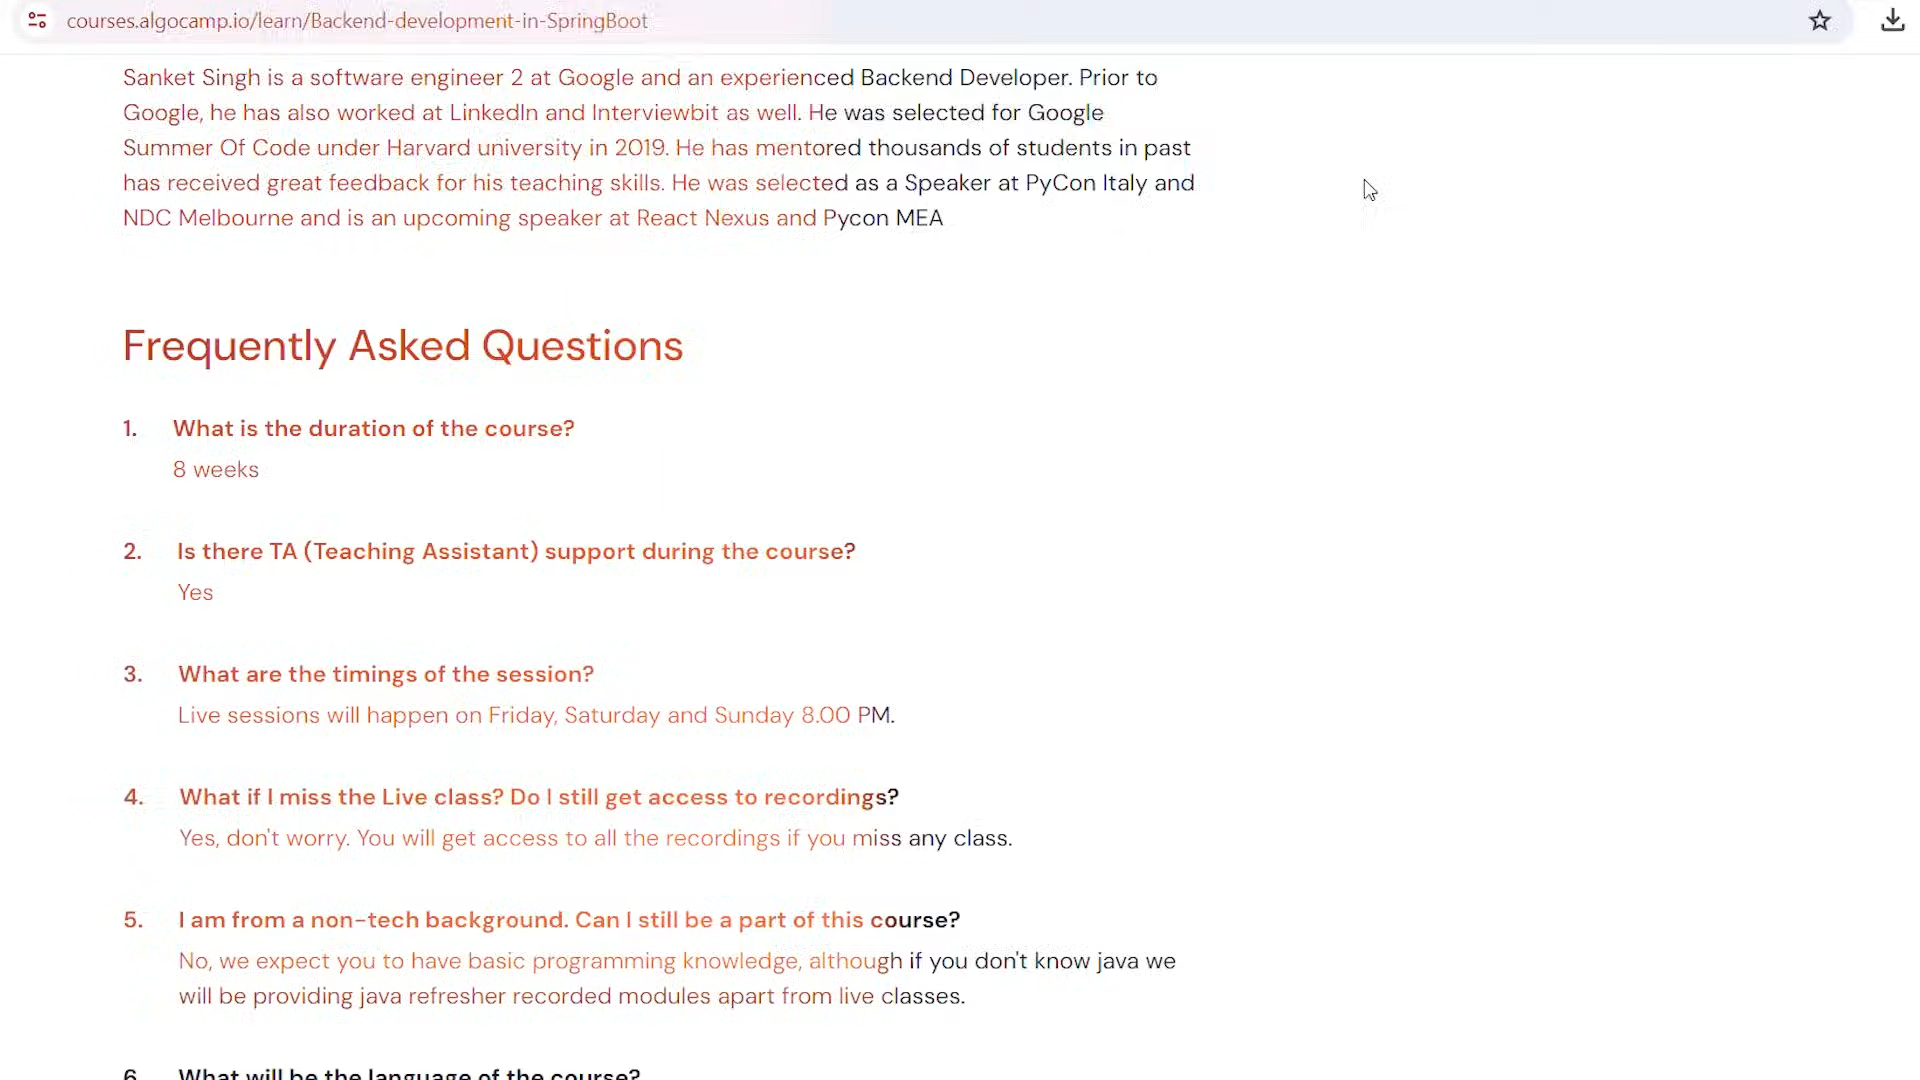 courses.algocamp.io/learn/Backend-development-in-SpringBoot
Sanket Singh is a software engineer 2 at Google and an experienced Backend Developer. Prior to
Google, he has also worked at LinkedIn and Interviewbit as well. He was selected for Google
Summer Of Code under Harvard university in 2019. He has mentored thousands of students in past
has received great feedback for his teaching skills. He was selected as a Speaker at PyCon Italy and
NDC Melbourne and is an upcoming speaker at React Nexus and Pycon MEA
Frequently Asked Questions
1. What is the duration of the course?
8 weeks
2. Is there TA (Teaching Assistant) support during the course?
Yes
3. What are the timings of the session?
Live sessions will happen on Friday, Saturday and Sunday 8.00 PM.
4. What if I miss the Live class? Do I still get access to recordings?
Yes, don't worry. You will get access to all the recordings if you miss any class.
5. I am from a non-tech background. Can I still be a part of this course?
No, we expect you to have basic programming knowledge, although if you don't know java we
will be providing java refresher recorded modules apart from live classes.
6. What will be the language of the course?